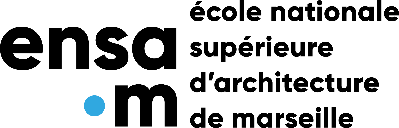 ensa
•m
école nationale
supérieure
d'architecture
de marseille